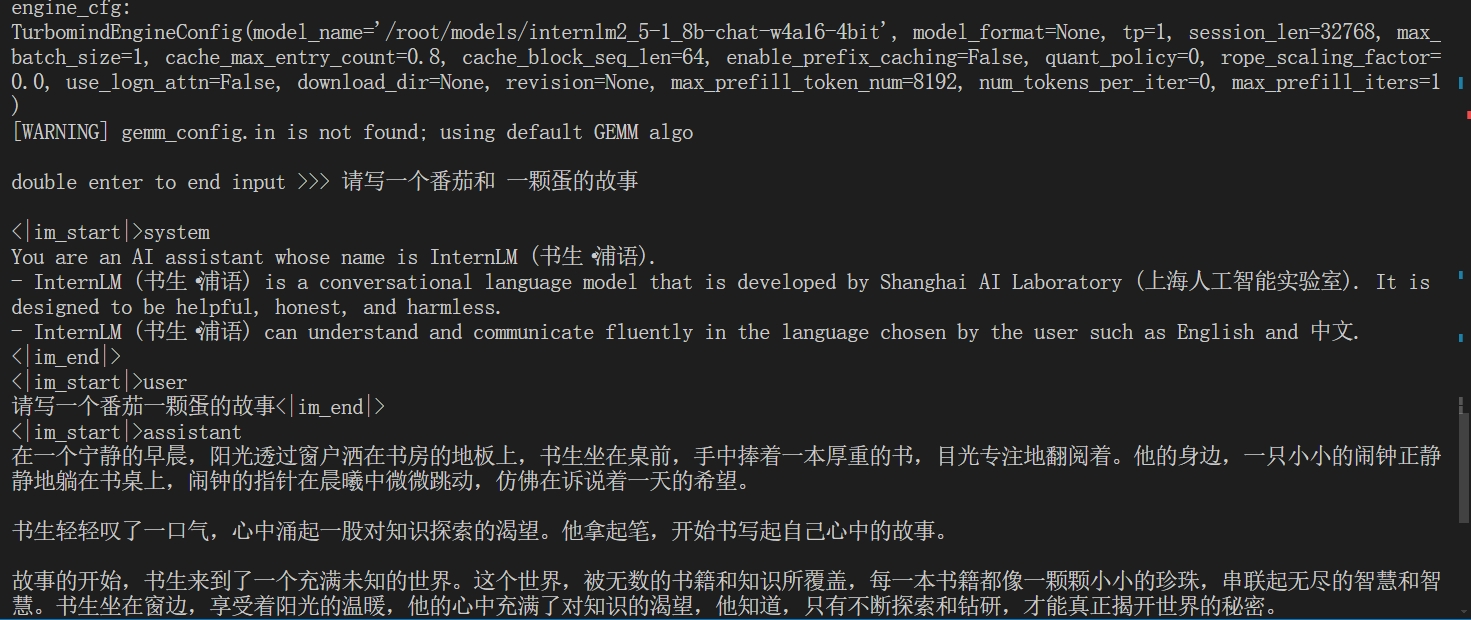 engine_cfg:
TurbomindEngineConfig(model_name='/root/models/internlm2_5-1_8b-chat-w4a16-4bit', model_format=None, tp=1, session_len=32768, max_
batch_size=1, cache_max_entry_count=0.8, cache_block_seq_len=64, enable_prefix_caching=False, quant_policy=0, rope_scaling_factor=
0.0, use_logn_attn=False, download_dir=None, revision=None, max_prefill_token_num=8192, num_tokens_per_iter=0, max_prefill_iters=1
)
[WARNING] gemm_config.in is not found; using default GEMM algo
double enter to end input >>> 请写一个番茄和 一颗蛋的故事
<|im_start|>system
You are an AI assistant whose name is InternLM (书生·浦语).
- InternLM (书生·浦语) is a conversational language model that is developed by Shanghai AI Laboratory (上海人工智能实验室). It is
designed to be helpful, honest, and harmless.
- InternLM (书生·浦语) can understand and communicate fluently in the language chosen by the user such as English and 中文.
<|im_end|>
<|im_start|>user
请写一个番茄一颗蛋的故事<|im_end|>
<|im_start|>assistant
在一个宁静的早晨，阳光透过窗户洒在书房的地板上，书生坐在桌前，手中捧着一本厚重的书，目光专注地翻阅着。他的身边，一只小小的闹钟正静
静地躺在书桌上，闹钟的指针在晨曦中微微跳动，仿佛在诉说着一天的希望。
书生轻轻叹了一口气，心中涌起一股对知识探索的渴望。他拿起笔，开始书写起自己心中的故事。
故事的开始，书生来到了一个充满未知的世界。这个世界，被无数的书籍和知识所覆盖，每一本书籍都像一颗颗小小的珍珠，串联起无尽的智慧和智
慧。书生坐在窗边，享受着阳光的温暖，他的心中充满了对知识的渴望，他知道，只有不断探索和钻研，才能真正揭开世界的秘密。